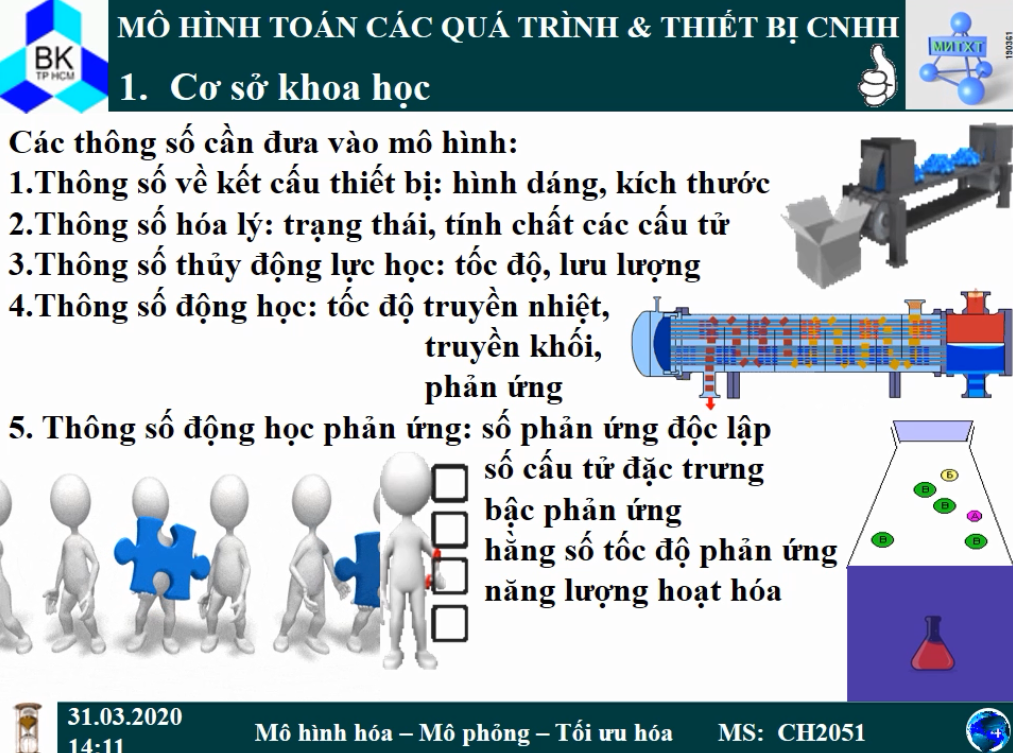 MÔ HÌNH TOÁN CÁC QUÁ TRÌNH & THIẾT BỊ CNHH
BK
TP HCM
1. Cơ sở khoa học
МИТХТ
190361
Các thông số cần đưa vào mô hình:
1.Thông số về kết cấu thiết bị: hình dáng, kích thước
2.Thông số hóa lý: trạng thái, tính chất các cấu tử
3.Thông số thủy động lực học: tốc độ, lưu lượng
4.Thông số động học: tốc độ truyền nhiệt,
truyền khối,
phản ứng
5. Thông số động học phản ứng: số phản ứng độc lập
số cấu tử đặc trưng
bậc phản ứng
hằng số tốc độ phản ứng
năng lượng hoạt hóa
Б
В
В
А
В
В
31.03.2020
14:11
Mô hình hóa – Mô phỏng – Tối ưu hóa MS: CH2051